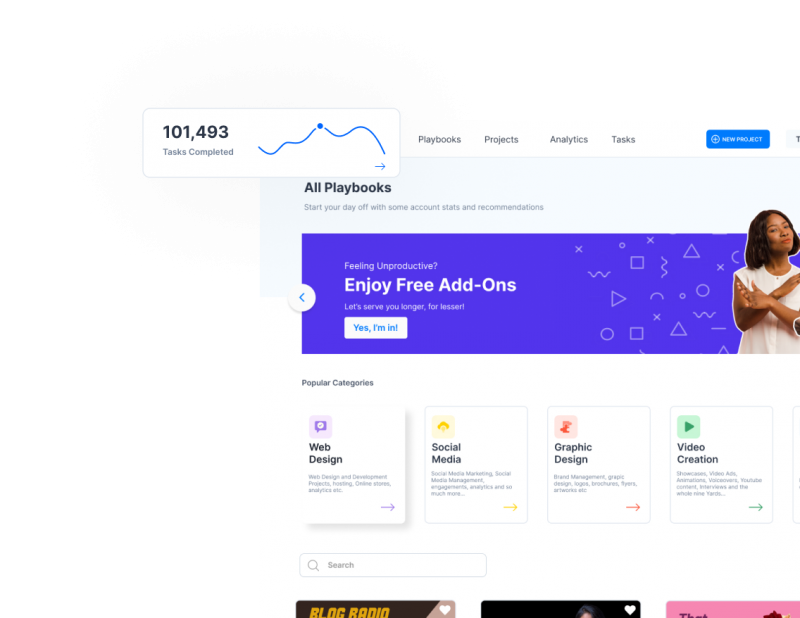 101,493
Tasks Completed
Playbooks
Projects
Analytics
Tasks
NEW PROJECT
All Playbooks
Start your day off with some account stats and recommendations
Feeling Unproductive?
Enjoy Free Add-Ons
Let's serve you longer, for lesser!
Yes, I'm in!
Popular Categories
Web
Design
Web Design and Development
Projects, hosting, Online stores,
analytics etc.
Social
Media
Social Media Marketing, Social
Media Management,
engagements, analytics and so
much more...
Graphic
Design
Brand Management, grapic
design, logos, brochures, flyers,
artworks etc
Video
Creation
Showcases, Video Ads,
Animations, Voiceovers, Youtube
content, Interviews and the
whole nine Yards...
Search
BLOG RADIO
That